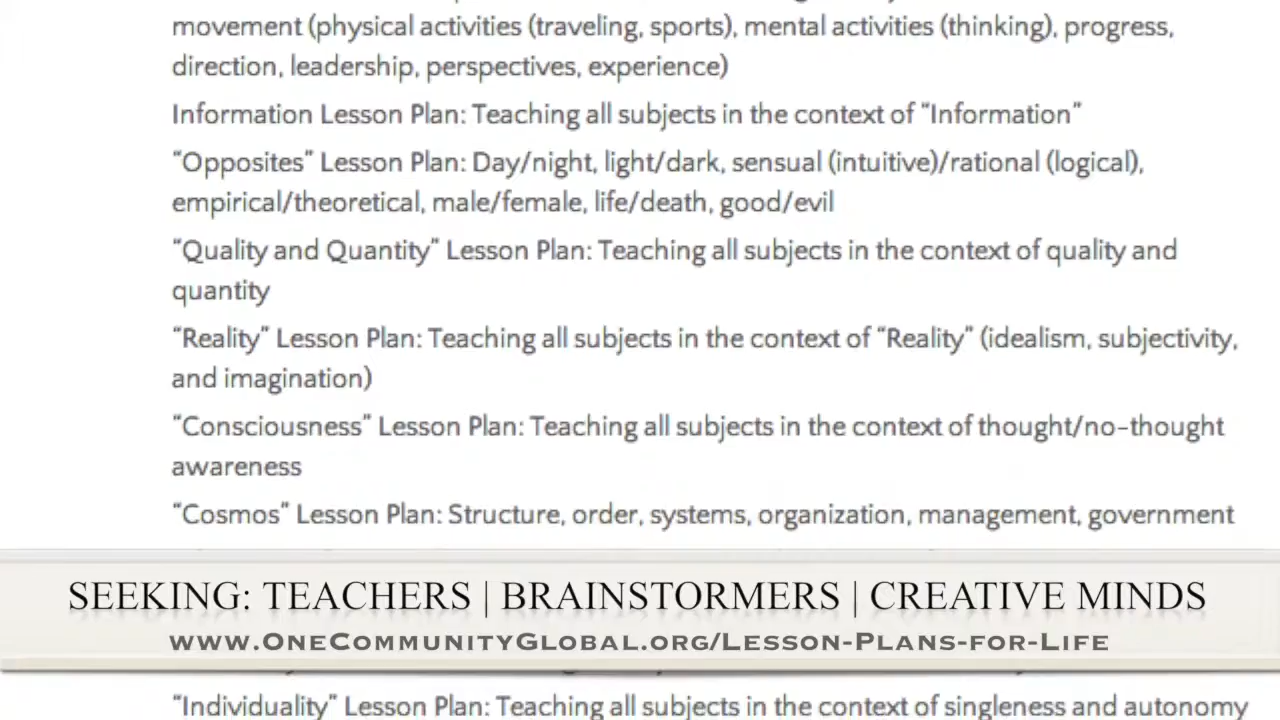 movement (physical activities (traveling, sports), mental activities (thinking), progress,
direction, leadership, perspectives, experience)
Information Lesson Plan: Teaching all subjects in the context of “Information”
“Opposites” Lesson Plan: Day/night, light/dark, sensual (intuitive)/rational (logical),
empirical/theoretical, male/female, life/death, good/evil
“Quality and Quantity” Lesson Plan: Teaching all subjects in the context of quality and
quantity
“Reality” Lesson Plan: Teaching all subjects in the context of “Reality” (idealism, subjectivity,
and imagination)
“Consciousness” Lesson Plan: Teaching all subjects in the context of thought/no-thought
awareness
“Cosmos” Lesson Plan: Structure, order, systems, organization, management, government
SEEKING: TEACHERS | BRAINSTORMERS | CREATIVE MINDS
www.OneCommunityGlobal.org/Lesson-Plans-for-Life
“Individuality” Lesson Plan: Teaching all subjects in the context of singleness and autonomy